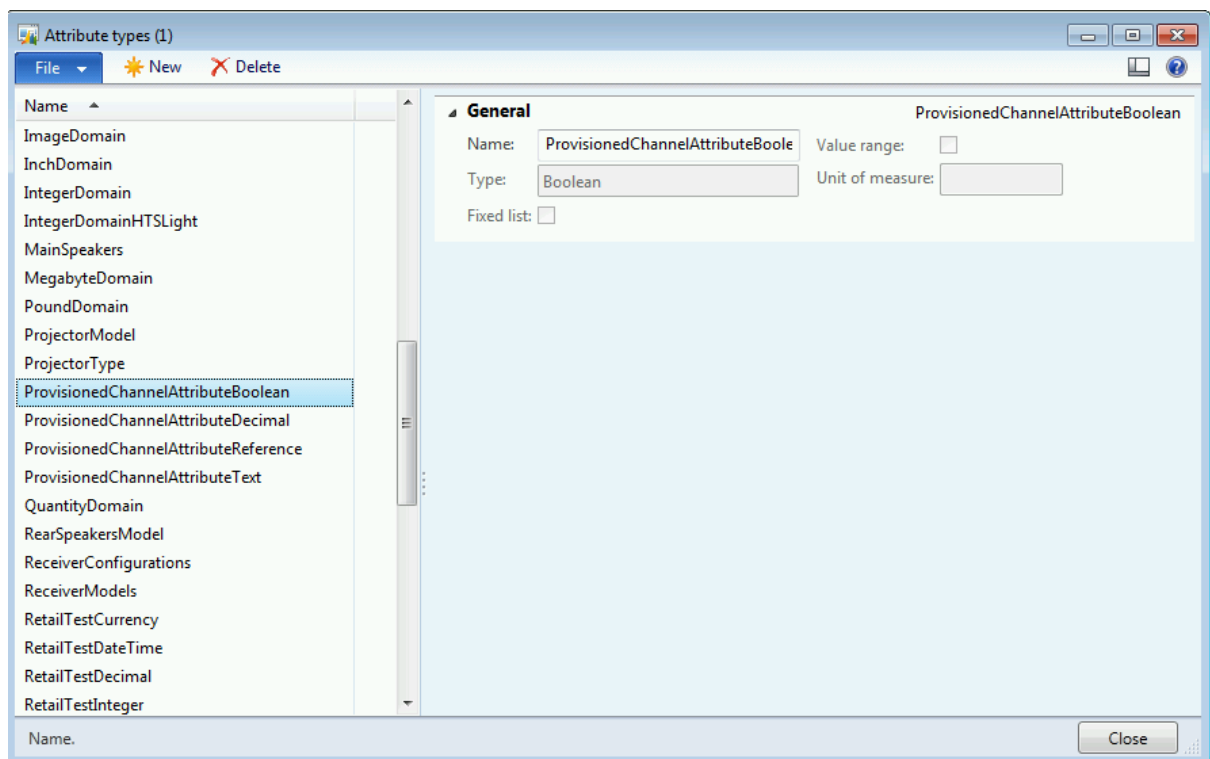 Attribute types (1)
File New Delete
Name
ImageDomain
InchDomain
IntegerDomain
IntegerDomainHTSLight
MainSpeakers
MegabyteDomain
PoundDomain
ProjectorModel
ProjectorType
ProvisionedChannelAttributeBoolean
ProvisionedChannelAttributeDecimal
ProvisionedChannelAttributeReference
ProvisionedChannelAttributeText
QuantityDomain
RearSpeakersModel
ReceiverConfigurations
ReceiverModels
RetailTestCurrency
RetailTestDateTime
RetailTestDecimal
RetailTestInteger
General ProvisionedChannelAttributeBoolean
Name: ProvisionedChannelAttributeBoole Value range:
Type: Boolean Unit of measure:
Fixed list:
Name.
Close